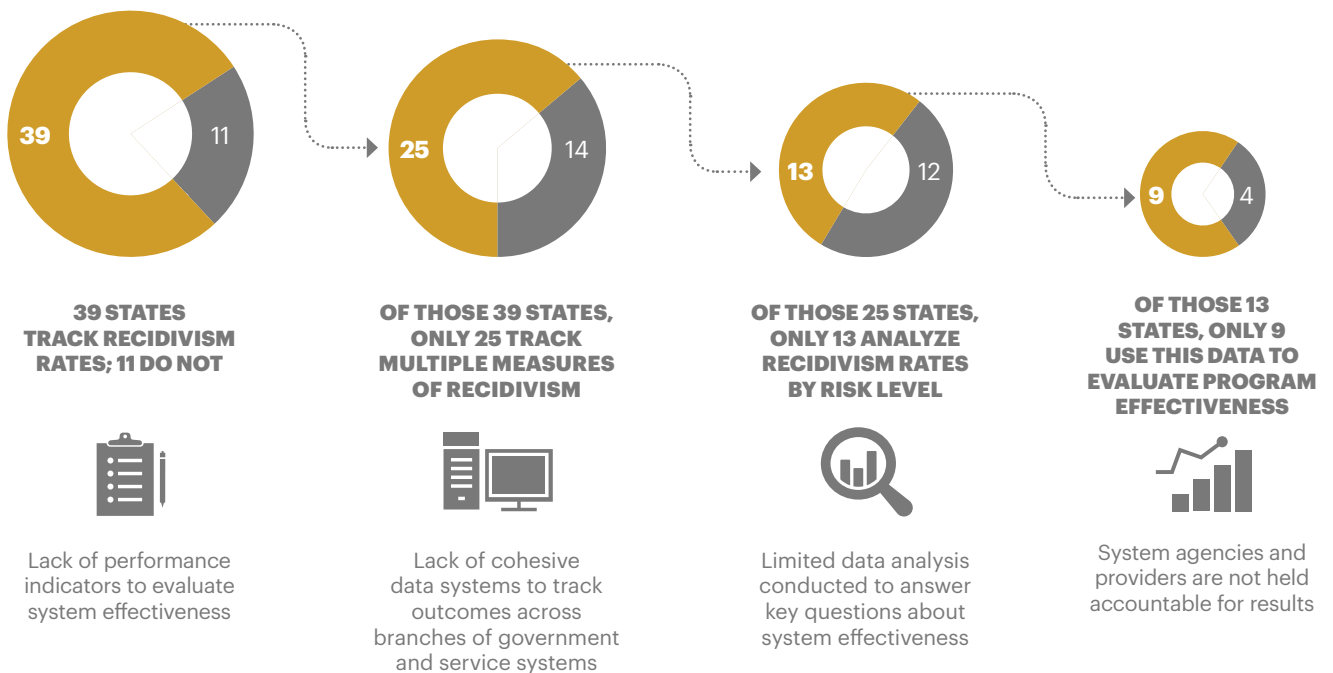 39
11
25
14
13
12
9
4
39 STATES
TRACK RECIDIVISM
RATES; 11 DO NOT
OF THOSE 39 STATES,
ONLY 25 TRACK
MULTIPLE MEASURES
OF RECIDIVISM
OF THOSE 25 STATES,
ONLY 13 ANALYZE
RECIDIVISM RATES
BY RISK LEVEL
OF THOSE 13
STATES, ONLY 9
USE THIS DATA TO
EVALUATE PROGRAM
EFFECTIVENESS
Lack of performance
indicators to evaluate
system effectiveness
Lack of cohesive
data systems to track
outcomes across
branches of government
and service systems
Limited data analysis
conducted to answer
key questions about
system effectiveness
System agencies and
providers are not held
accountable for results